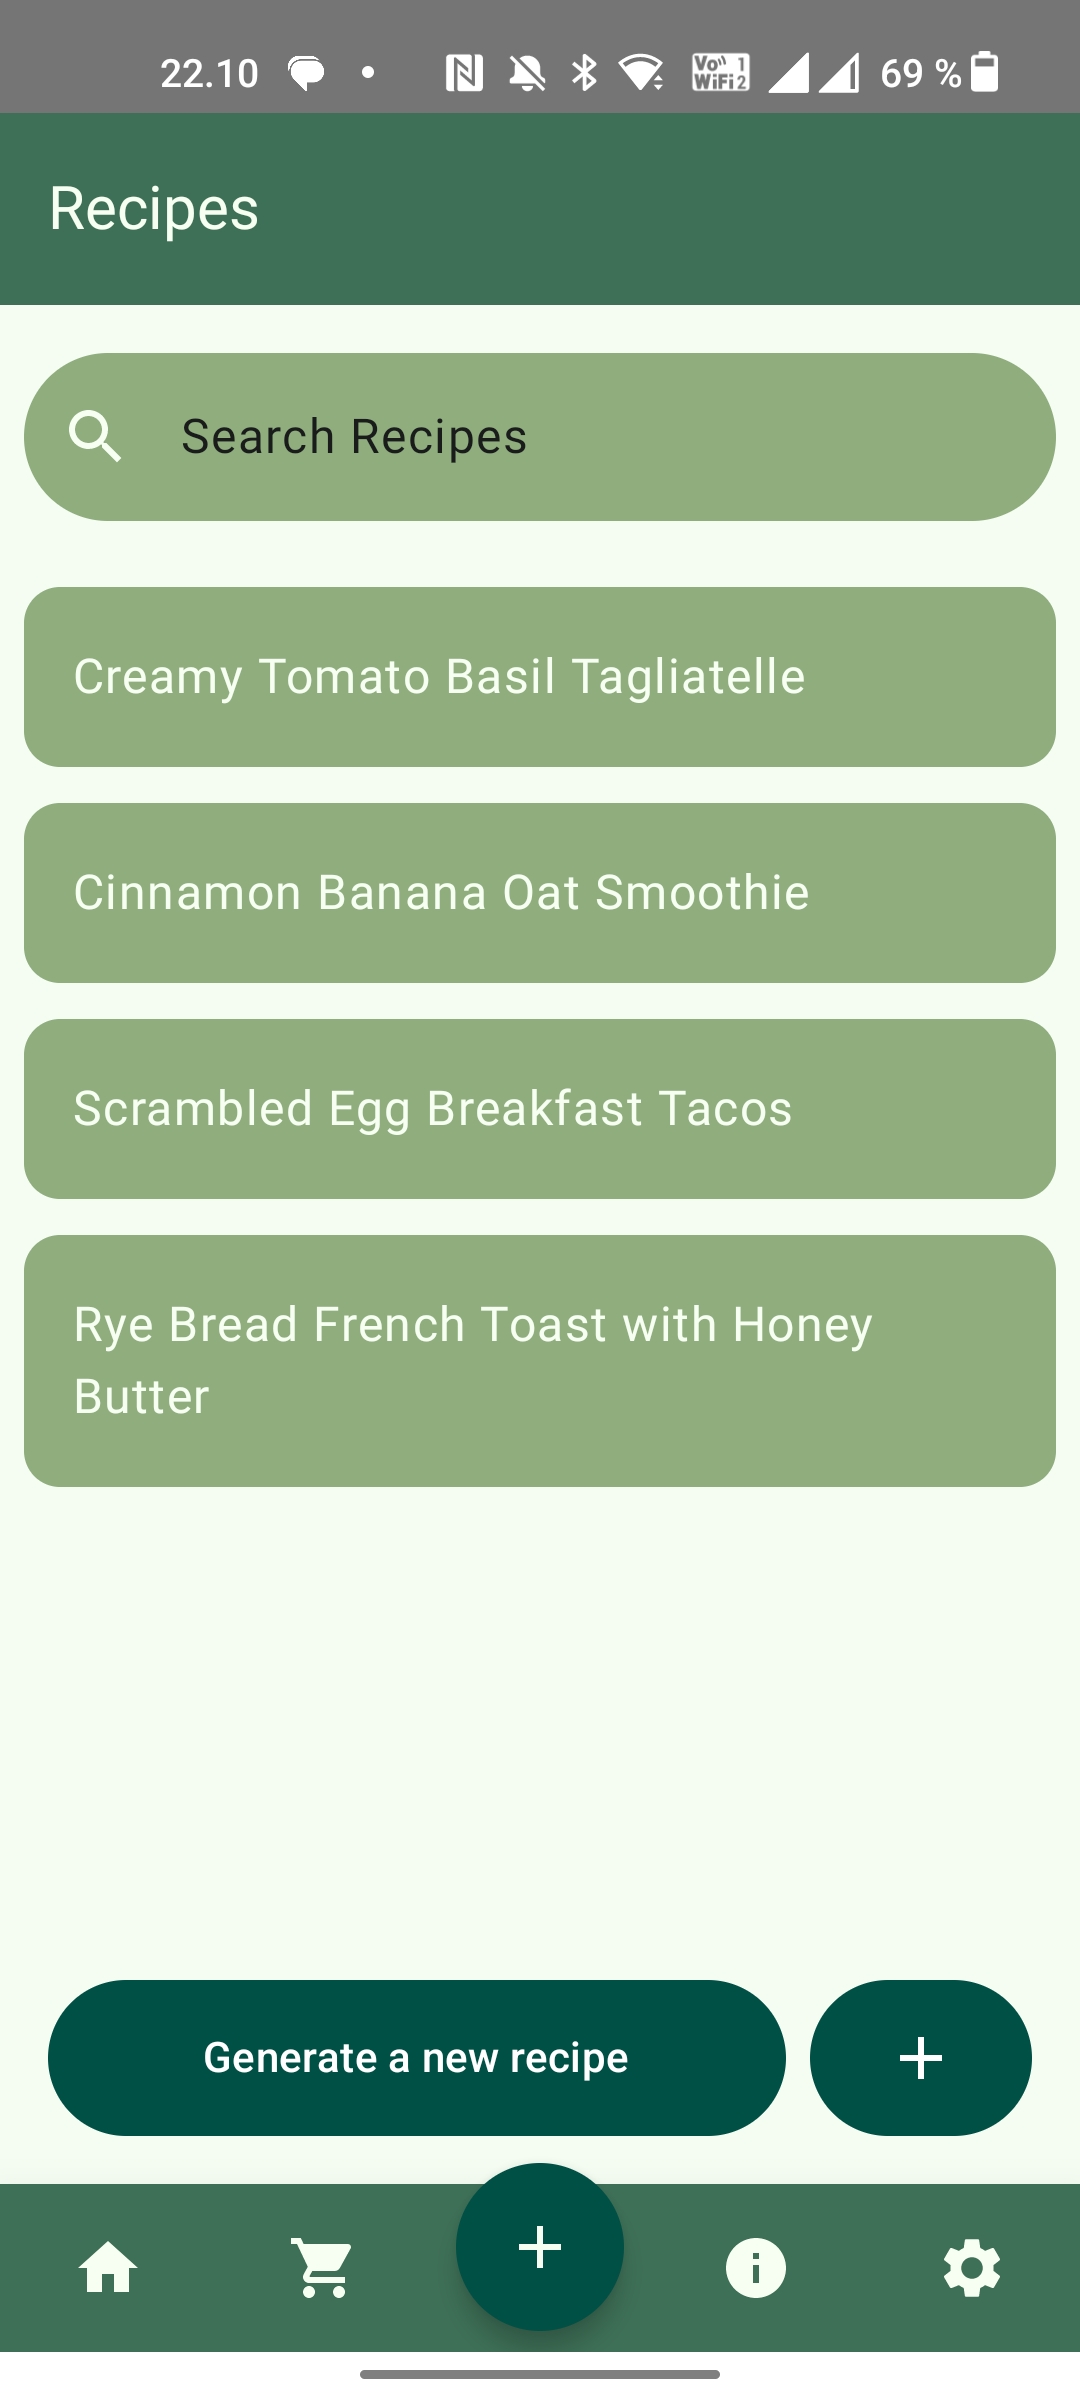 22.10
Vo 1
WiFi 2
69 %
Recipes
Search Recipes
Creamy Tomato Basil Tagliatelle
Cinnamon Banana Oat Smoothie
Scrambled Egg Breakfast Tacos
Rye Bread French Toast with Honey
Butter
Generate a new recipe